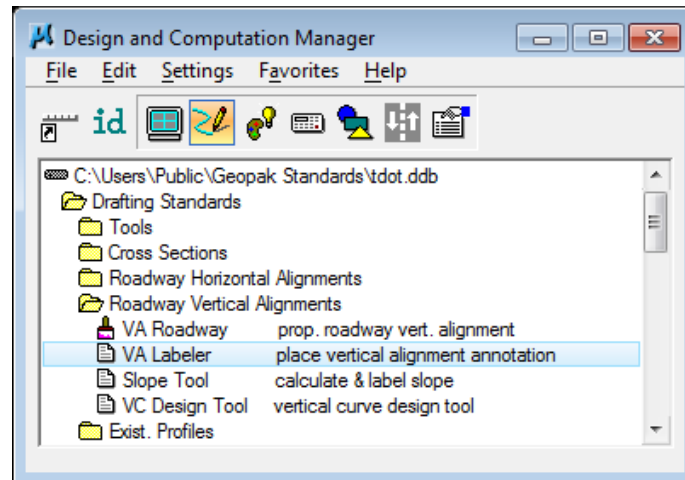 Design and Computation Manager
File Edit Settings Favorites Help
id
C:\Users\Public\Geopak Standards\tdot.ddb
Drafting Standards
Tools
Cross Sections
Roadway Horizontal Alignments
Roadway Vertical Alignments
VA Roadway prop. roadway vert. alignment
VA Labeler place vertical alignment annotation
Slope Tool calculate & label slope
VC Design Tool vertical curve design tool
Exist. Profiles